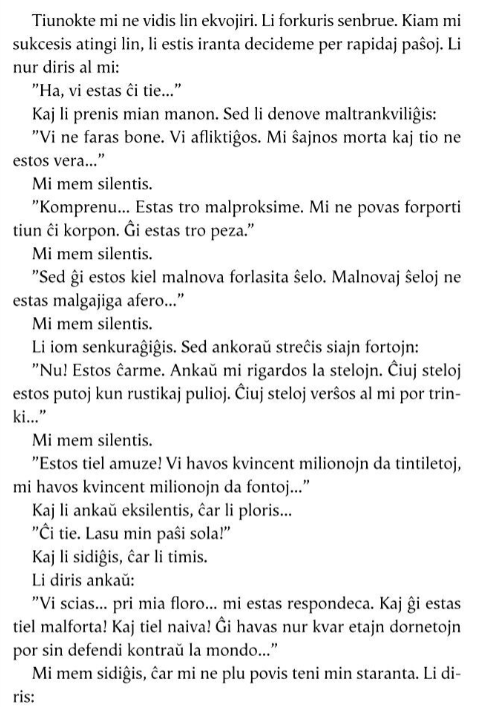 Tiunokte mi ne vidis lin ekvojiri. Li forkuris senbrue. Kiam mi
sukcesis atingi lin, li estis iranta decideme per rapidaj paŝoj. Li
nur diris al mi:
”Ha, vi estas ĉi tie...”
Kaj li prenis mian manon. Sed li denove maltrankviliĝis:
”Vi ne faras bone. Vi afliktiĝos. Mi ŝajnos morta kaj tio ne
estos vera...”
Mi mem silentis.
”Komprenu... Estas tro malproksime. Mi ne povas forporti
tiun ĉi korpon. Ĝi estas tro peza.”
Mi mem silentis.
”Sed ĝi estos kiel malnova forlasita ŝelo. Malnovaj ŝeloj ne
estas malgajiga afero...”
Mi mem silentis.
Li iom senkuraĝiĝis. Sed ankoraŭ streĉis siajn fortojn:
”Nu! Estos ĉarme. Ankaŭ mi rigardos la stelojn. Ĉiuj steloj
estos putoj kun rustikaj pulioj. Ĉiuj steloj verŝos al mi por trin-
ki...”
Mi mem silentis.
”Estos tiel amuze! Vi havos kvincent milionojn da tintiletoj,
mi havos kvincent milionojn da fontoj...”
Kaj li ankaŭ eksilentis, ĉar li ploris...
”Ĉi tie. Lasu min paŝi sola!”
Kaj li sidiĝis, ĉar li timis.
Li diris ankaŭ:
”Vi scias... pri mia floro... mi estas respondeca. Kaj ĝi estas
tiel malforta! Kaj tiel naiva! Ĝi havas nur kvar etajn dornetojn
por sin defendi kontraŭ la mondo...”
Mi mem sidiĝis, ĉar mi ne plu povis teni min staranta. Li di-
ris: